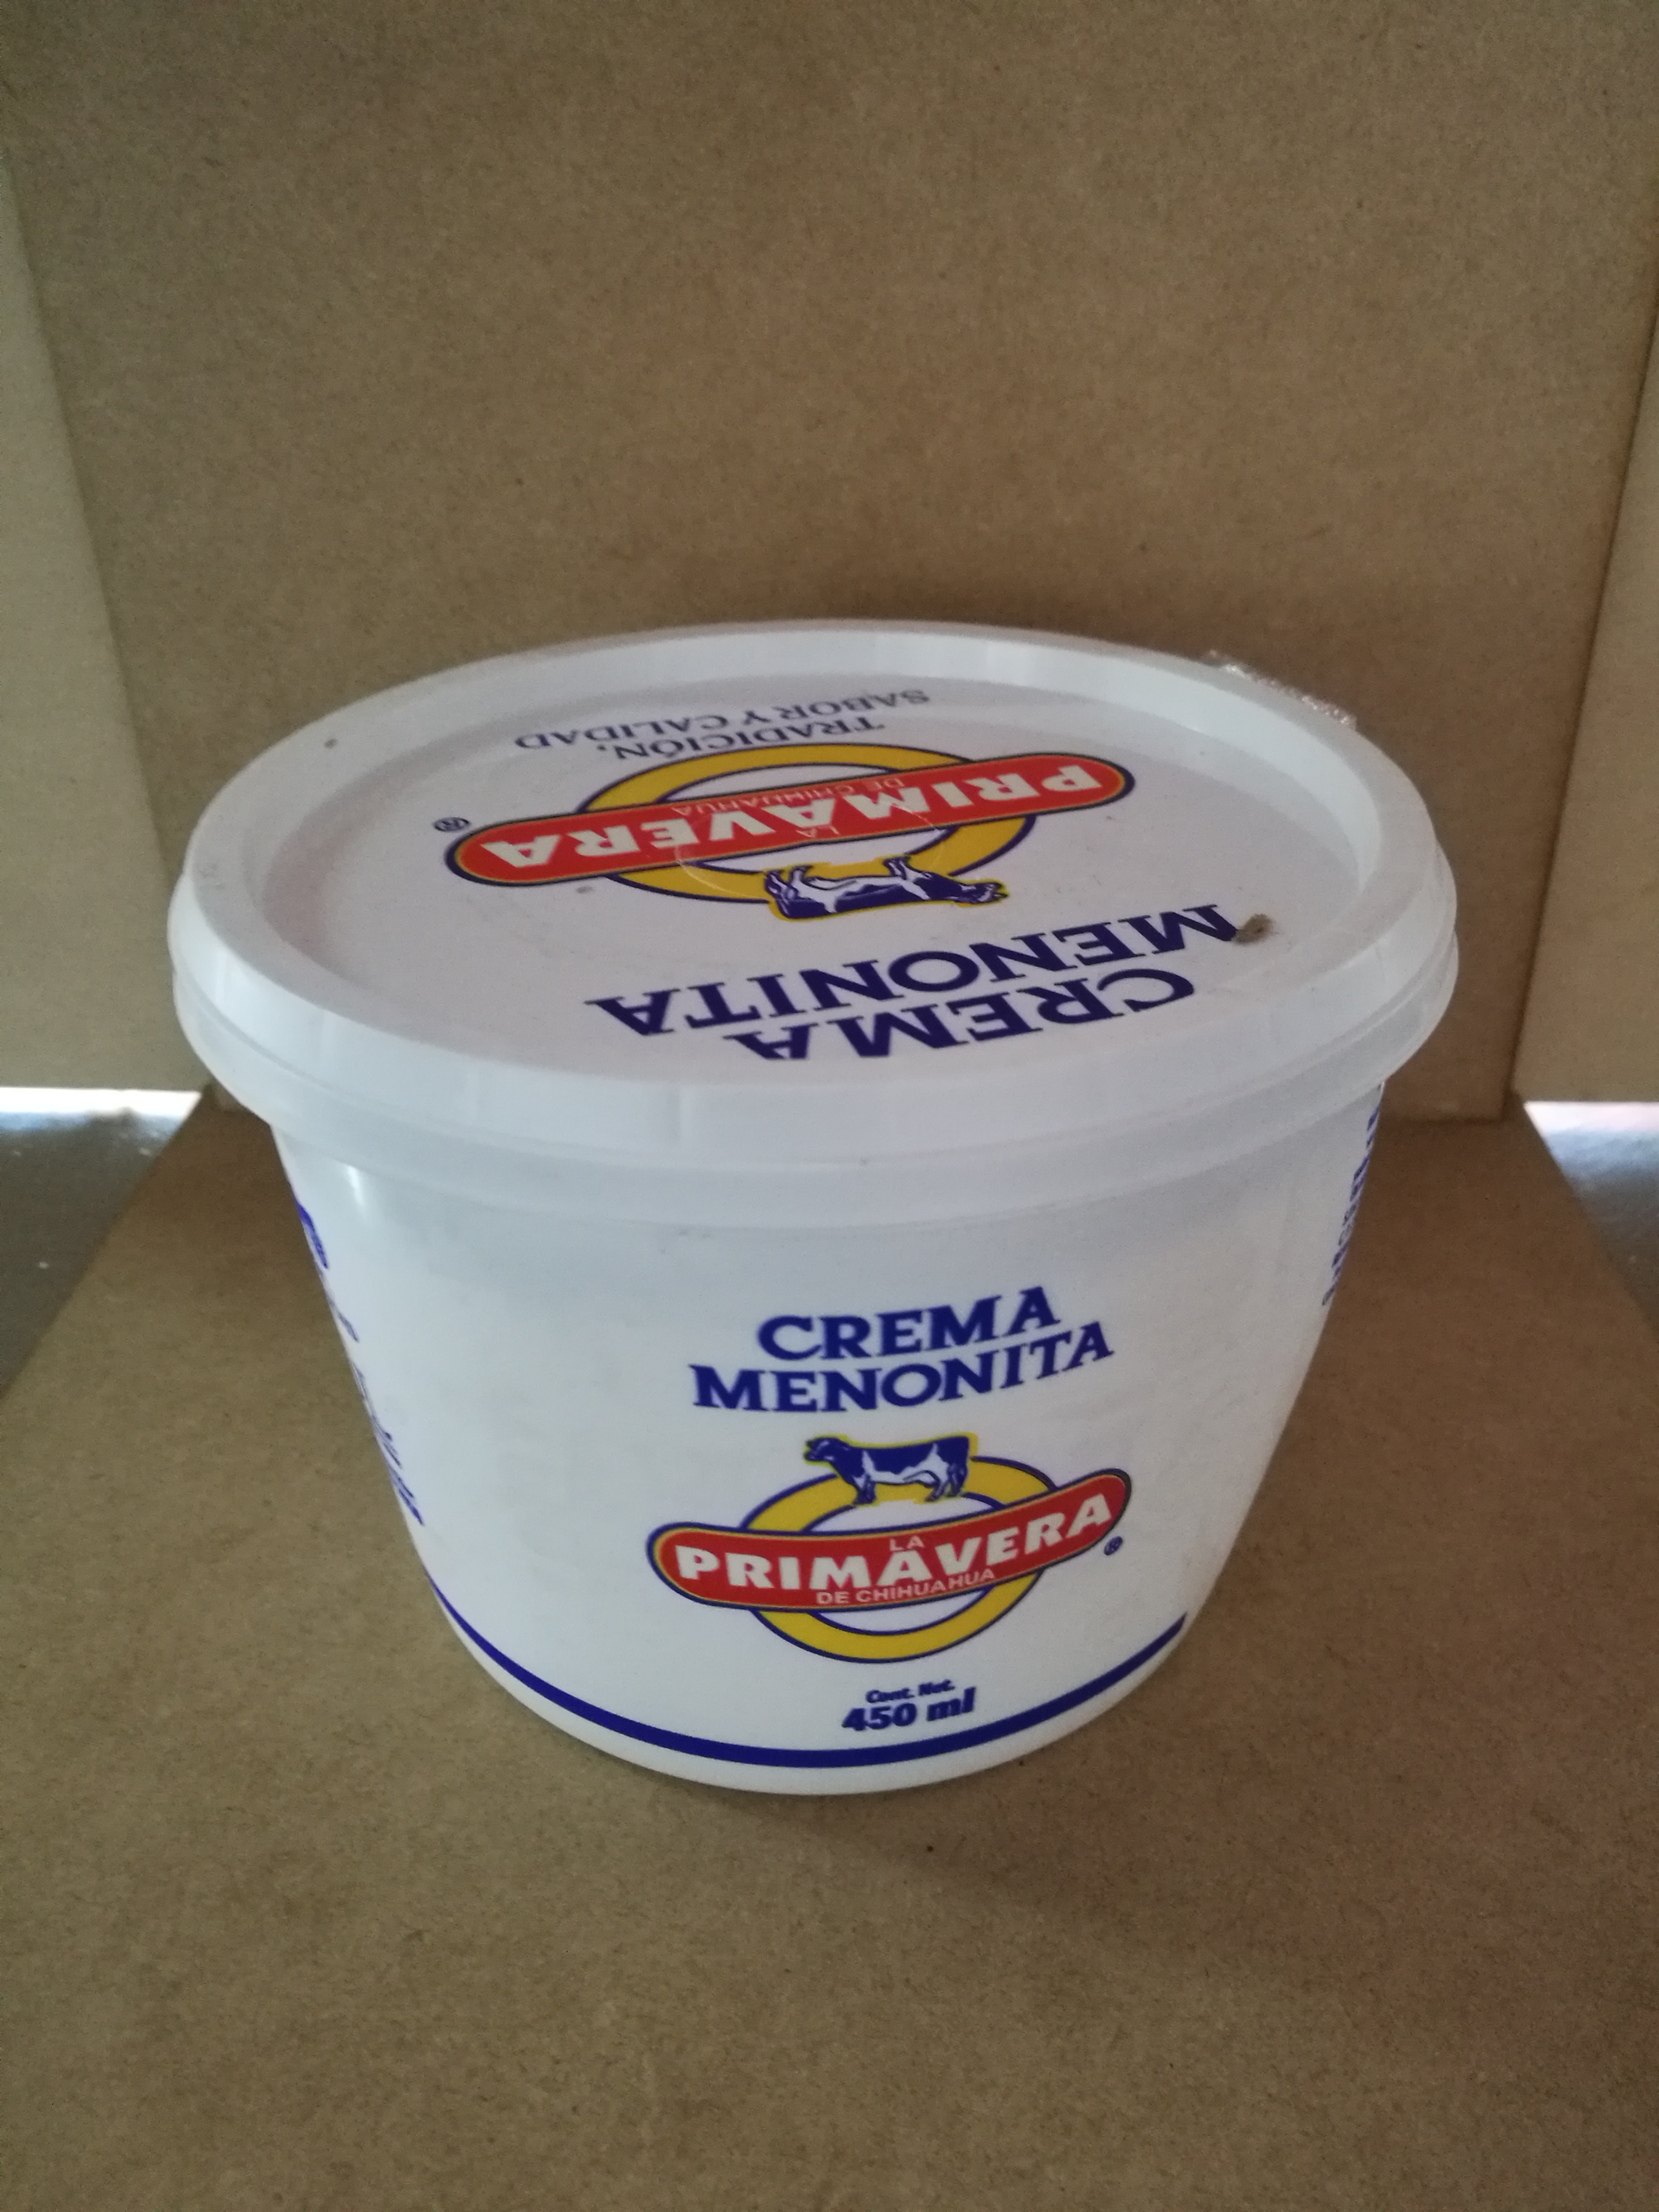 SABOR Y CALIDAD
TRADICIÓN,
PRIMAVERA
DE CHIHUAHUA
LA
®
MENONITA
CREMA
CREMA
MENONITA
LA
PRIMAVERA
DE CHIHUAHUA
®
Cont. Net.
450 ml